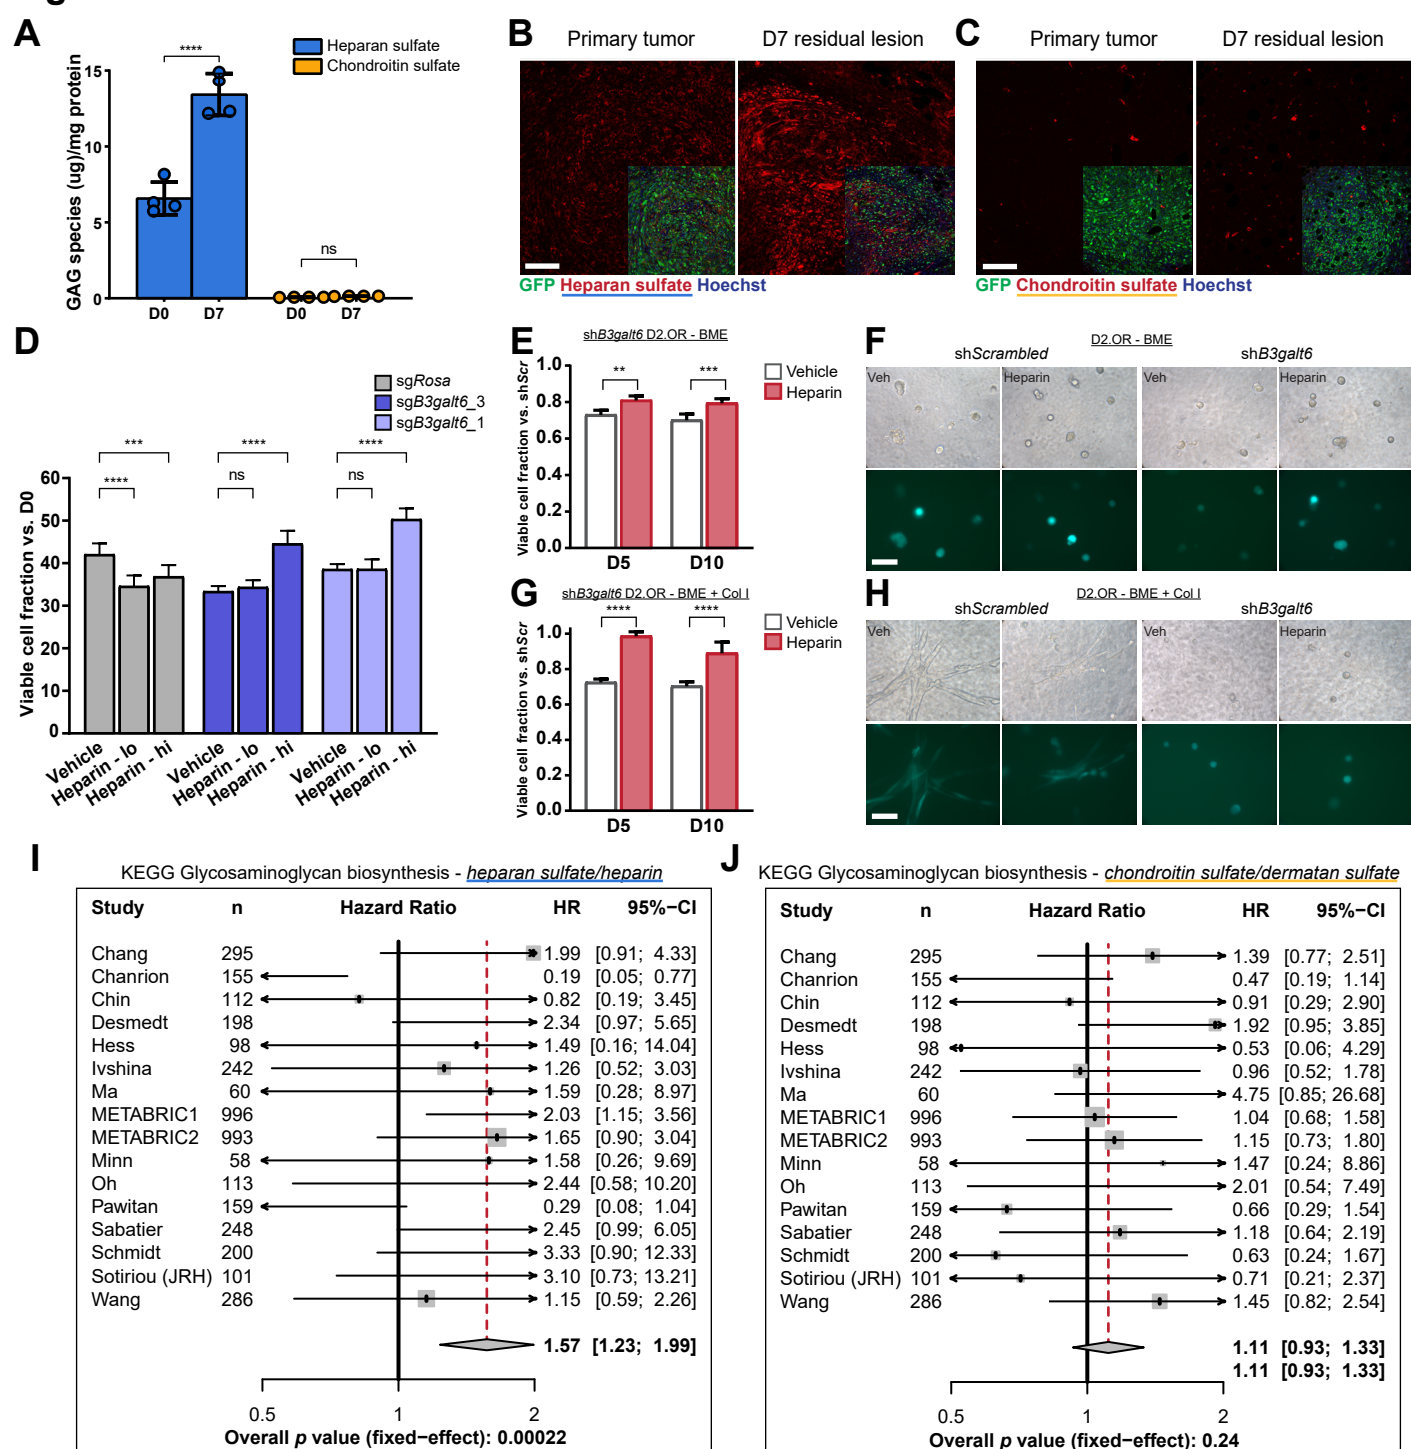 A
Heparan sulfate
Chondroitin sulfate
****
ns
GAG species (ug)/mg protein
15
10
5
0
D0
D7
D0
D7
B
Primary tumor
D7 residual lesion
GFP Heparan sulfate Hoechst
C
Primary tumor
D7 residual lesion
GFP Chondroitin sulfate Hoechst
D
sgRosa
sgB3galt6_3
sgB3galt6_1
***
****
****
ns
****
ns
Viable cell fraction vs. D0
60
50
40
30
20
10
0
Vehicle
Heparin - lo
Heparin - hi
Vehicle
Heparin - lo
Heparin - hi
Vehicle
Heparin - lo
Heparin - hi
E
shB3galt6 D2.OR - BME
Vehicle
Heparin
**
***
Viable cell fraction vs. shScr
1.0
0.8
0.6
0.4
0.2
0.0
D5
D10
F
D2.OR - BME
shScrambled
shB3galt6
Veh
Heparin
Veh
Heparin
G
shB3galt6 D2.OR - BME + Col I
Vehicle
Heparin
****
****
Viable cell fraction vs. shScr
1.0
0.8
0.6
0.4
0.2
0.0
D5
D10
H
D2.OR - BME + Col I
shScrambled
shB3galt6
Veh
Veh
Heparin
I
KEGG Glycosaminoglycan biosynthesis - heparan sulfate/heparin
Study n Hazard Ratio HR 95%−CI
Chang 295 1.99 [0.91; 4.33]
Chanrion 155 0.19 [0.05; 0.77]
Chin 112 0.82 [0.19; 3.45]
Desmedt 198 2.34 [0.97; 5.65]
Hess 98 1.49 [0.16; 14.04]
Ivshina 242 1.26 [0.52; 3.03]
Ma 60 1.59 [0.28; 8.97]
METABRIC1 996 2.03 [1.15; 3.56]
METABRIC2 993 1.65 [0.90; 3.04]
Minn 58 1.58 [0.26; 9.69]
Oh 113 2.44 [0.58; 10.20]
Pawitan 159 0.29 [0.08; 1.04]
Sabatier 248 2.45 [0.99; 6.05]
Schmidt 200 3.33 [0.90; 12.33]
Sotiriou (JRH) 101 3.10 [0.73; 13.21]
Wang 286 1.15 [0.59; 2.26]
1.57 [1.23; 1.99]
0.5 1 2
Overall p value (fixed−effect): 0.00022
J
KEGG Glycosaminoglycan biosynthesis - chondroitin sulfate/dermatan sulfate
Study n Hazard Ratio HR 95%−CI
Chang 295 1.39 [0.77; 2.51]
Chanrion 155 0.47 [0.19; 1.14]
Chin 112 0.91 [0.29; 2.90]
Desmedt 198 1.92 [0.95; 3.85]
Hess 98 0.53 [0.06; 4.29]
Ivshina 242 0.96 [0.52; 1.78]
Ma 60 4.75 [0.85; 26.68]
METABRIC1 996 1.04 [0.68; 1.58]
METABRIC2 993 1.15 [0.73; 1.80]
Minn 58 1.47 [0.24; 8.86]
Oh 113 2.01 [0.54; 7.49]
Pawitan 159 0.66 [0.29; 1.54]
Sabatier 248 1.18 [0.64; 2.19]
Schmidt 200 0.63 [0.24; 1.67]
Sotiriou (JRH) 101 0.71 [0.21; 2.37]
Wang 286 1.45 [0.82; 2.54]
1.11 [0.93; 1.33]
1.11 [0.93; 1.33]
0.5 1 2
Overall p value (fixed−effect): 0.24